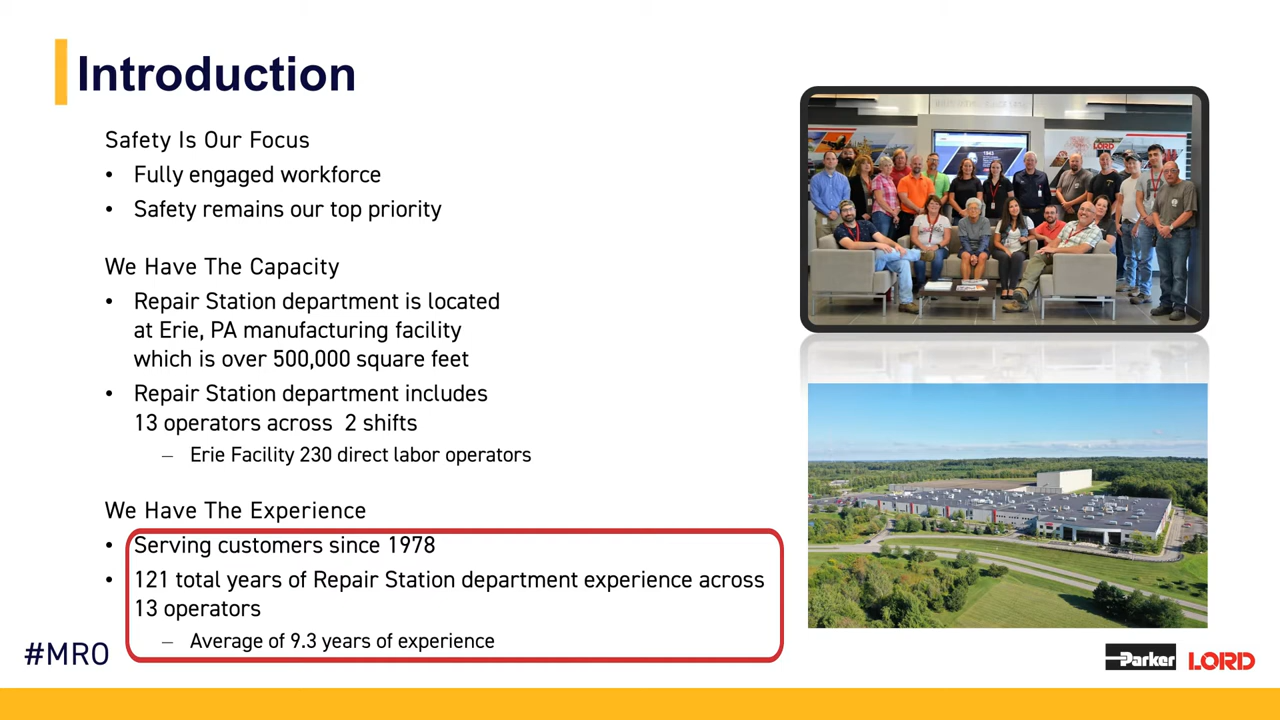 Introduction
Safety Is Our Focus
• Fully engaged workforce
• Safety remains our top priority
We Have The Capacity
• Repair Station department is located
at Erie, PA manufacturing facility
which is over 500,000 square feet
• Repair Station department includes
13 operators across 2 shifts
– Erie Facility 230 direct labor operators
We Have The Experience
• Serving customers since 1978
• 121 total years of Repair Station department experience across
13 operators
– Average of 9.3 years of experience
#MRO
LORD
1943
Parker LORD